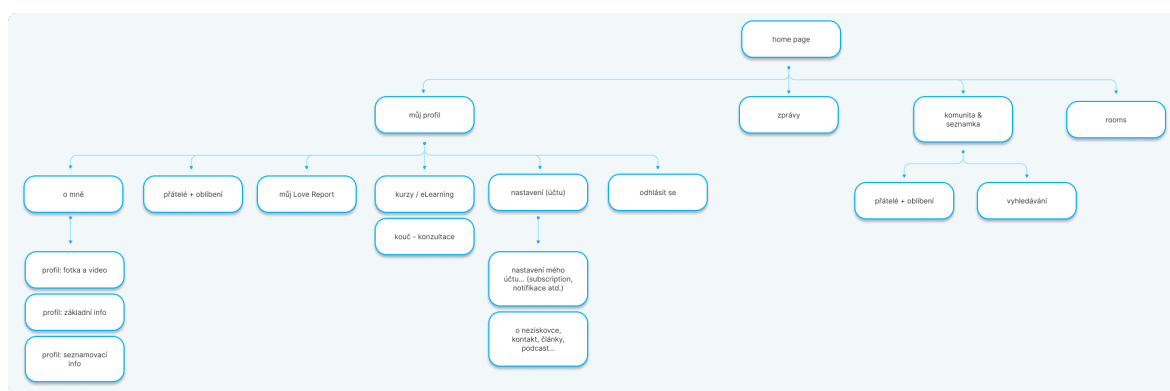 home page
můj profil
zprávy
komunita &
seznamka
rooms
o mně
přátelé + oblíbení
můj Love Report
kurzy / eLearning
nastavení (účtu)
odhlásit se
přátelé + oblíbení
vyhledávání
kouč - konzultace
profil: fotka a video
profil: základní info
profil: seznamovací
info
nastavení mého
účtu... (subscription,
notifikace atd.)
o neziskovce,
kontakt, články,
podcast...